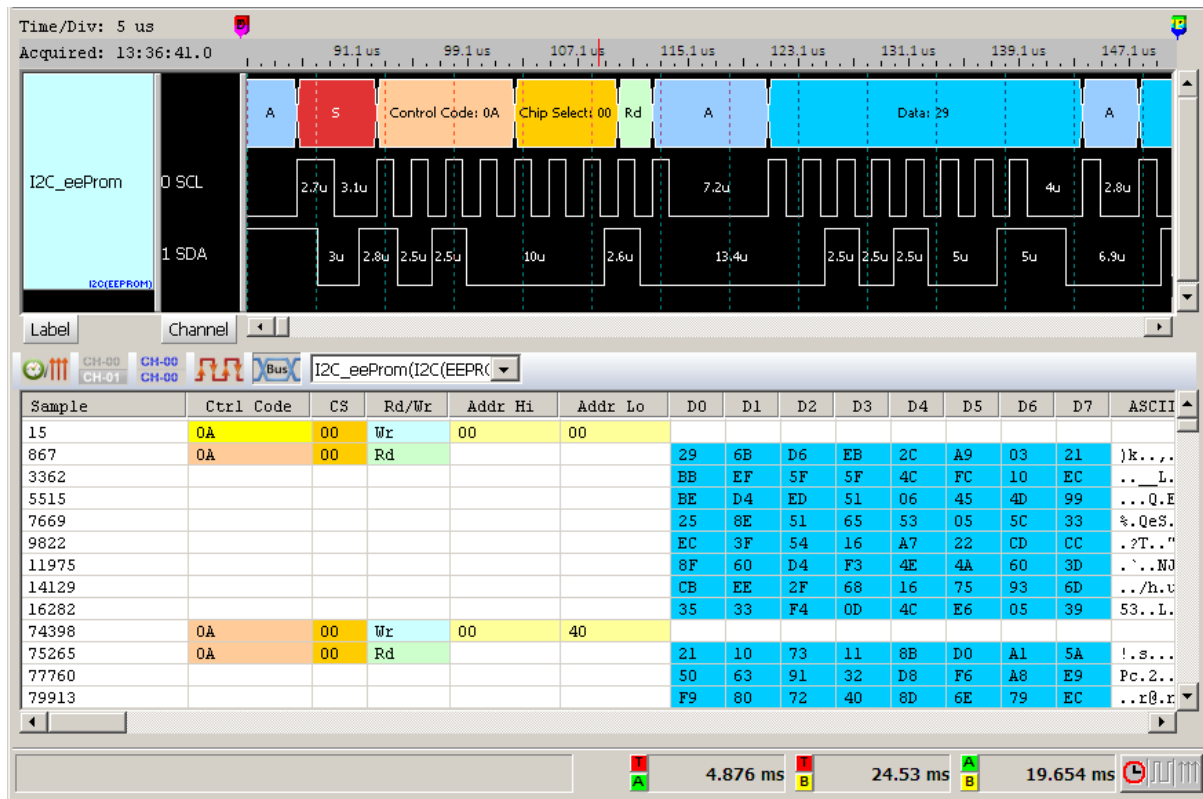 Time/Div: 5 us
Acquired: 13:36:41.0
91.1 us 99.1 us 107.1 us 115.1 us 123.1 us 131.1 us 139.1 us 147.1 us
A S Control Code: 0A Chip Select: 00 Rd A Data: 29 A
I2C_eeProm 0 SCL 2.7u 3.1u 7.2u 4u 2.8u
1 SDA 3u 2.8u 2.5u 2.5u 10u 2.6u 13.4u 2.5u 2.5u 2.5u 5u 5u 6.9u
I2C(EEPROM)
Label Channel
CH-00 CH-01 CH-00 CH-00 Bus I2C_eeProm(I2C(EEPR(
Sample Ctrl Code CS Rd/Wr Addr Hi Addr Lo D0 D1 D2 D3 D4 D5 D6 D7 ASCII
15 0A 00 Wr 00 00
867 0A 00 Rd 29 6B D6 EB 2C A9 03 21 )k..,.
3362 BB EF 5F 5F 4C FC 10 EC ..__L.
5515 BE D4 ED 51 06 45 4D 99 ...Q.E
7669 25 8E 51 65 53 05 5C 33 %.QeS.
9822 EC 3F 54 16 A7 22 CD CC .?T.."
11975 8F 60 D4 F3 4E 4A 60 3D .`..NJ
14129 CB EE 2F 68 16 75 93 6D ../h.u
16282 35 33 F4 0D 4C E6 05 39 53..L.
74398 0A 00 Wr 00 40
75265 0A 00 Rd 21 10 73 11 8B D0 A1 5A !.s...
77760 50 63 91 32 D8 F6 A8 E9 Pc.2..
79913 F9 80 72 40 8D 6E 79 EC ..r@.n
T A 4.876 ms T B 24.53 ms A B 19.654 ms